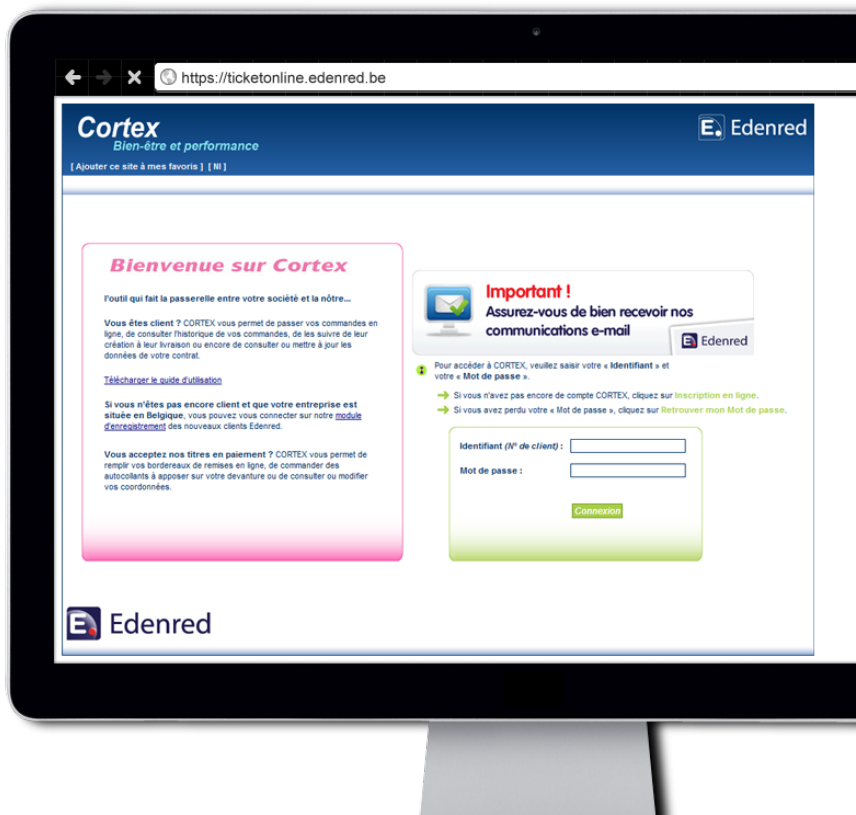 https://ticketonline.edenred.be
Cortex
Bien-être et performance
[ Ajouter ce site à mes favoris ] [ Nl ]
E. Edenred
Bienvenue sur Cortex
l'outil qui fait la passerelle entre votre société et la nôtre...
Vous êtes client ? CORTEX vous permet de passer vos commandes en
ligne, de consulter l'historique de vos commandes, de les suivre de leur
création à leur livraison ou encore de consulter ou mettre à jour les
données de votre contrat.
Télécharger le guide d'utilisation
Si vous n'êtes pas encore client et que votre entreprise est
située en Belgique, vous pouvez vous connecter sur notre module
d'enregistrement des nouveaux clients Edenred.
Vous acceptez nos titres en paiement ? CORTEX vous permet de
remplir vos bordereaux de remises en ligne, de commander des
autocollants à apposer sur votre devanture ou de consulter ou modifier
vos coordonnées.
Important !
Assurez-vous de bien recevoir nos
communications e-mail
E. Edenred
Pour accéder à CORTEX, veuillez saisir votre « Identifiant » et
votre « Mot de passe ».
Si vous n'avez pas encore de compte CORTEX, cliquez sur Inscription en ligne.
Si vous avez perdu votre « Mot de passe », cliquez sur Retrouver mon Mot de passe.
Identifiant (N° de client) :
Mot de passe :
Connexion
E. Edenred